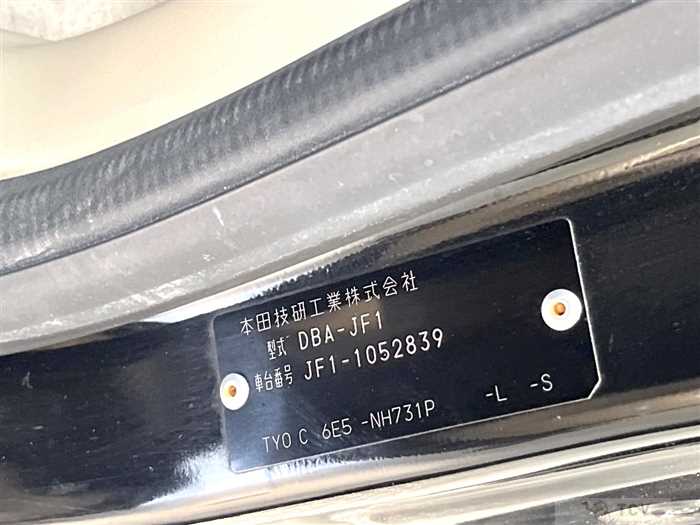 本田技研工業株式会社
型式 DBA-JF1
車台番号 JF1-1052839
TYO C 6E5 -NH731P -L -S